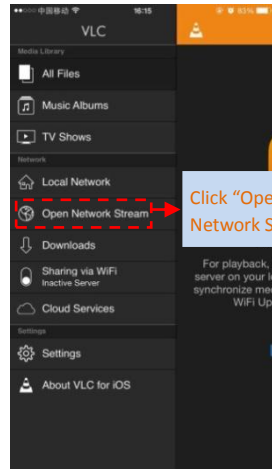 中国移动
16:15
83%
VLC
Media Library
All Files
Music Albums
TV Shows
Network
Local Network
Open Network Stream
Click "Ope
Network S
Downloads
Sharing via WiFi
Inactive Server
Cloud Services
For playback,
server on your l
synchronize me
WiFi Up
Settings
Settings
About VLC for iOS